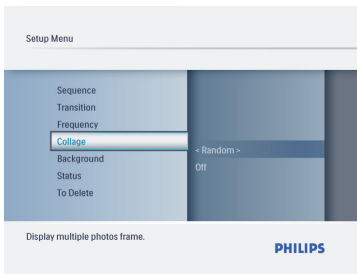 Setup Menu
Sequence
Transition
Frequency
Collage
Background
Status
To Delete
< Random >
Off
Display multiple photos frame.
PHILIPS